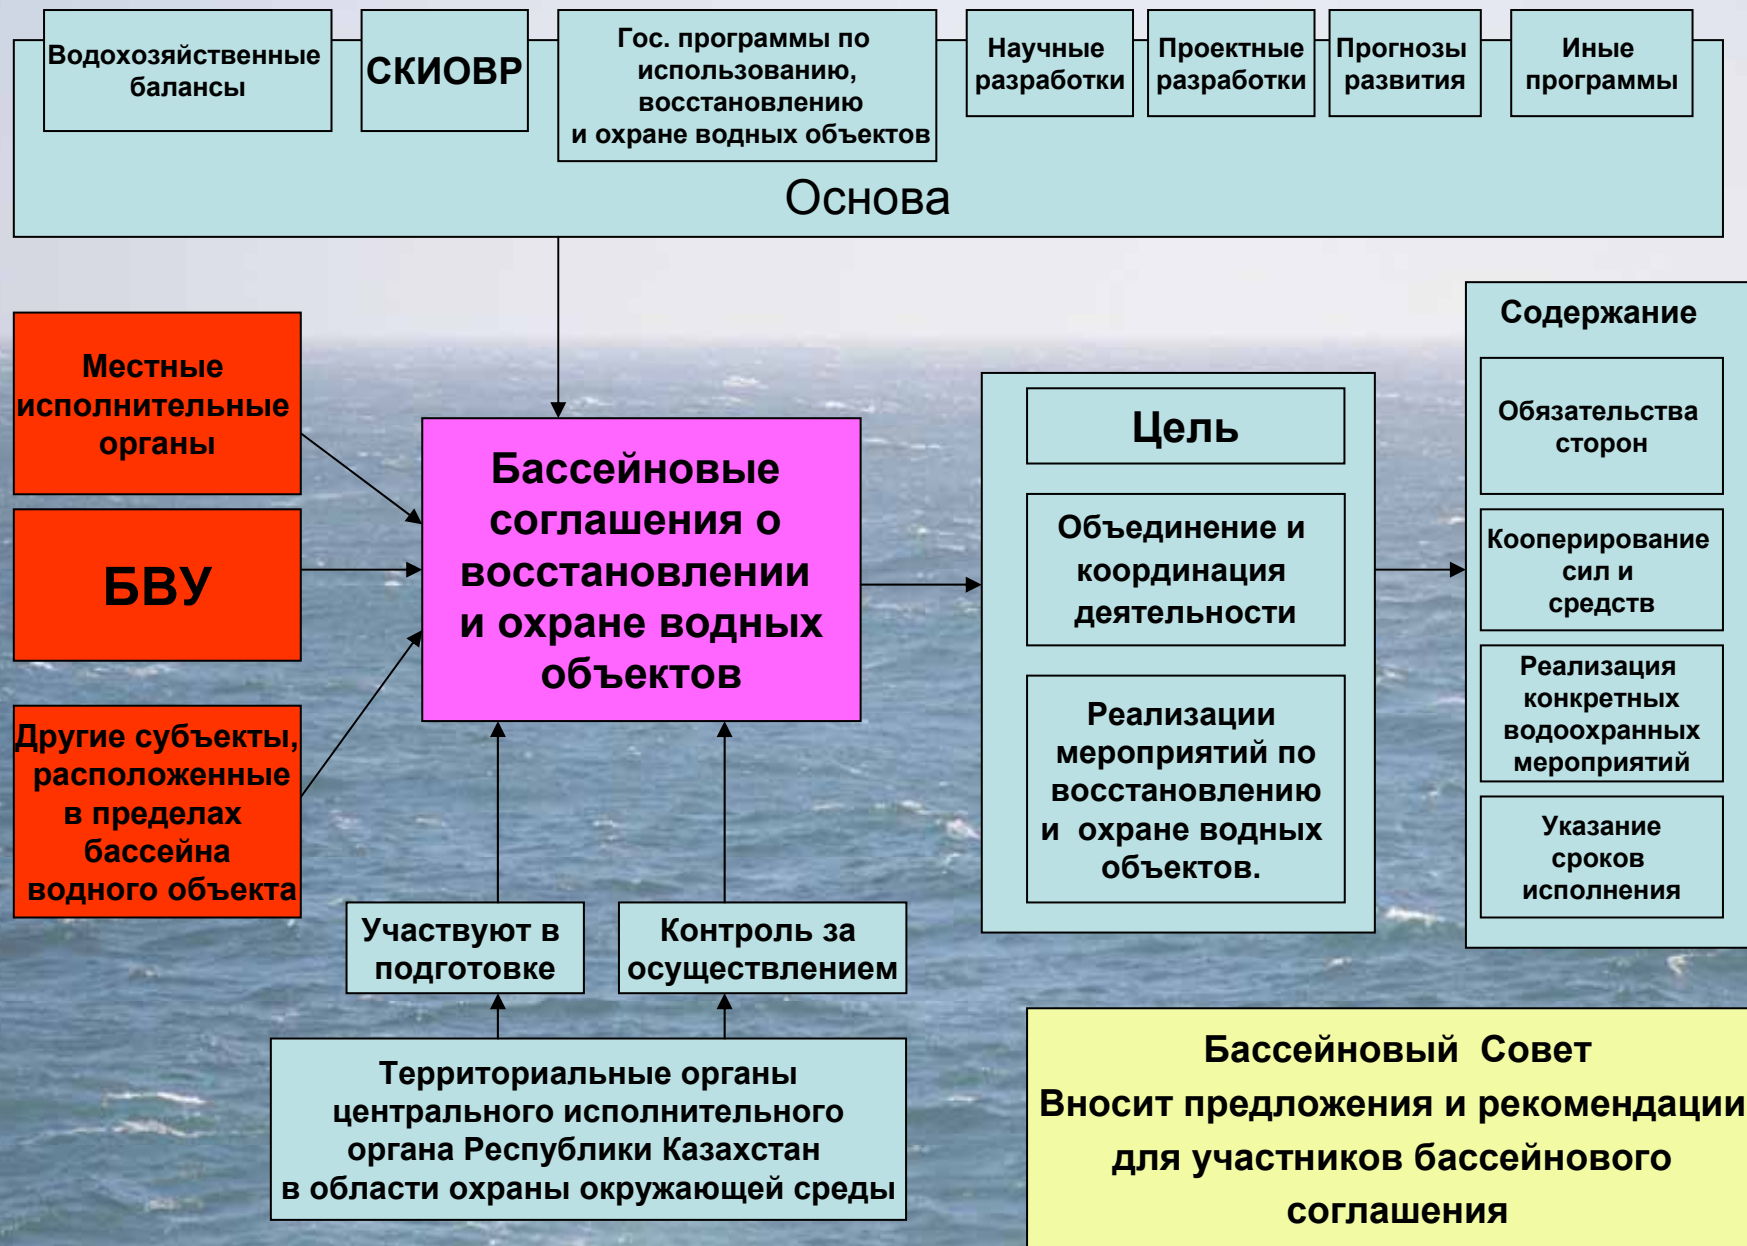 Водохозяйственные
балансы
СКИОВР
Гос. программы по
использованию,
восстановлению
и охране водных объектов
Научные
разработки
Проектные
разработки
Прогнозы
развития
Иные
программы
Основа
Местные
исполнительные
органы
БВУ
Другие субъекты,
расположенные
в пределах
бассейна
водного объекта
Бассейновые
соглашения о
восстановлении
и охране водных
объектов
Цель
Объединение и
координация
деятельности
Реализации
мероприятий по
восстановлению
и охране водных
объектов.
Содержание
Обязательства
сторон
Кооперирование
сил и
средств
Реализация
конкретных
водоохранных
мероприятий
Указание
сроков
исполнения
Участвуют в
подготовке
Контроль за
осуществлением
Территориальные органы
центрального исполнительного
органа Республики Казахстан
в области охраны окружающей среды
Бассейновый Совет
Вносит предложения и рекомендации
для участников бассейнового
соглашения